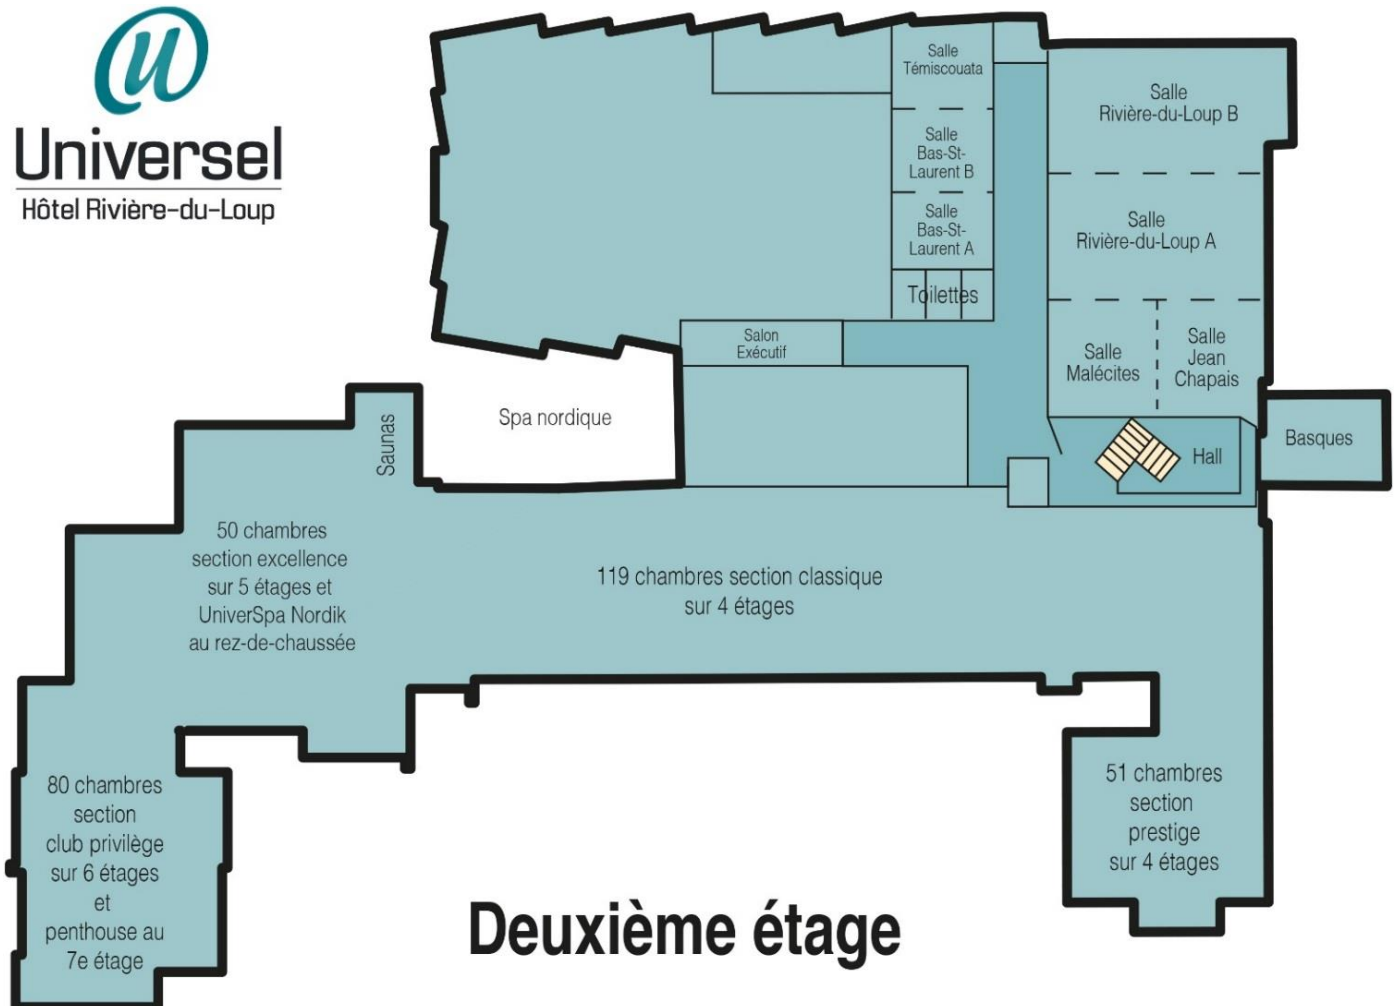 Universel
Hôtel Rivière-du-Loup
Salle
Témiscouata
Salle
Bas-St-
Laurent B
Salle
Bas-St-
Laurent A
Toilettes
Salle
Rivière-du-Loup B
Salle
Rivière-du-Loup A
Salon
Exécutif
Salle
Malécites
Salle
Jean
Chapais
Saunas
Spa nordique
Hall
Basques
50 chambres
section excellence
sur 5 étages et
UniverSpa Nordik
au rez-de-chaussée
119 chambres section classique
sur 4 étages
80 chambres
section
club privilège
sur 6 étages
et
penthouse au
7e étage
51 chambres
section
prestige
sur 4 étages
Deuxième étage